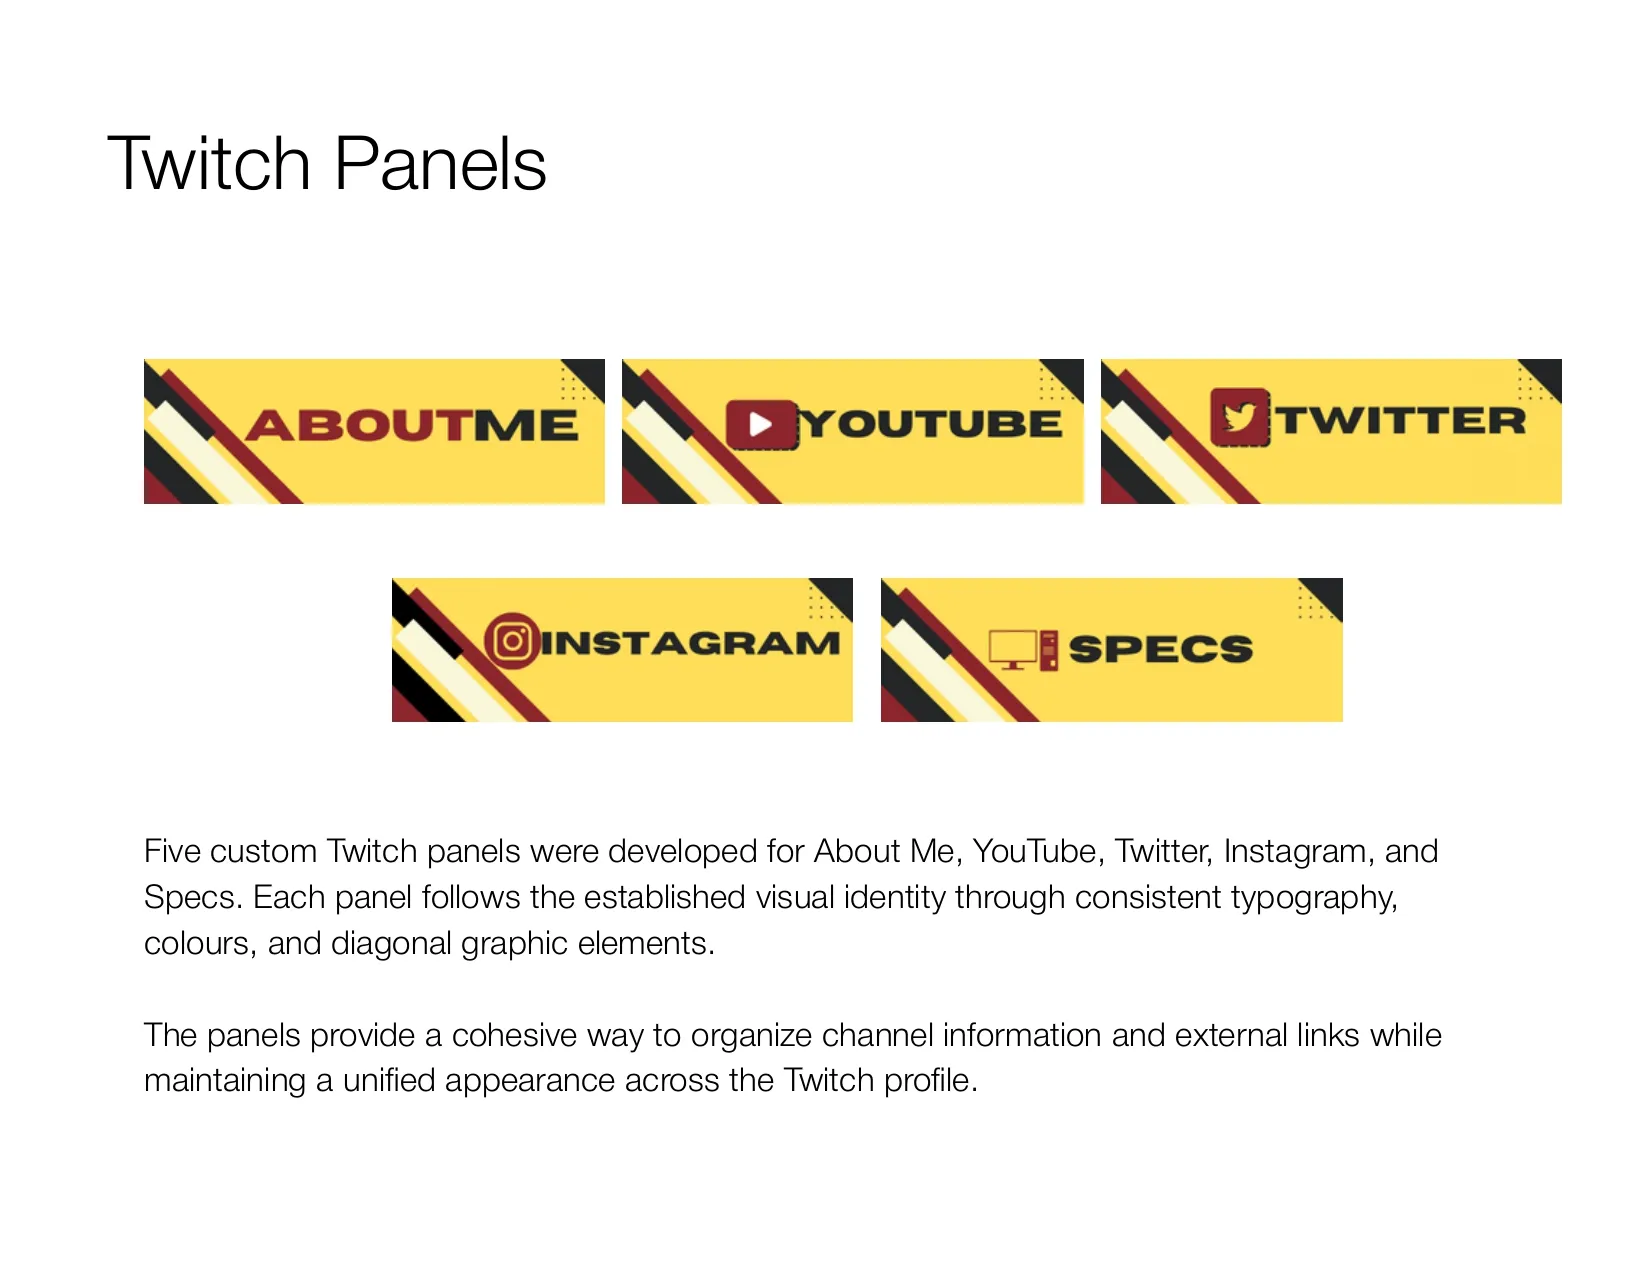 Twitch Panels
ABOUTME
YOUTUBE
TWITTER
INSTAGRAM
SPECS
Five custom Twitch panels were developed for About Me, YouTube, Twitter, Instagram, and
Specs. Each panel follows the established visual identity through consistent typography,
colours, and diagonal graphic elements.
The panels provide a cohesive way to organize channel information and external links while
maintaining a unified appearance across the Twitch profile.